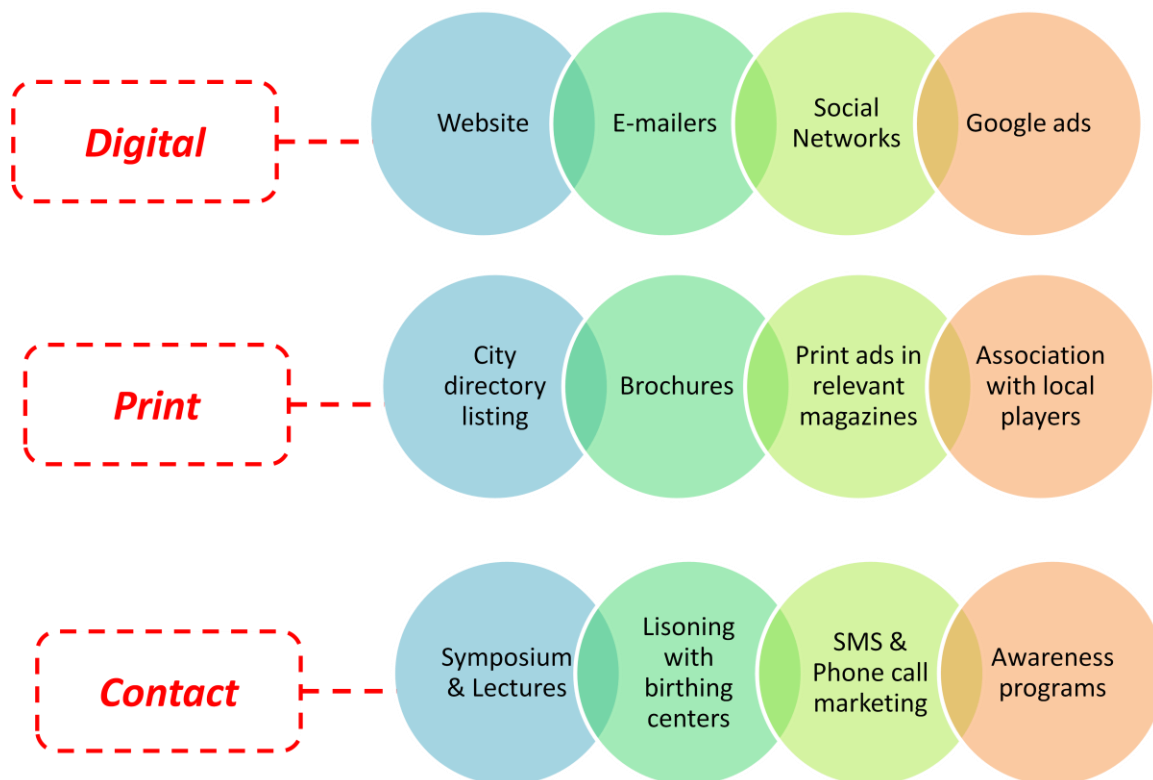 Digital
Website
E-mailers
Social
Networks
Google ads
Print
City
directory
listing
Brochures
Print ads in
relevant
magazines
Association
with local
players
Contact
Symposium
& Lectures
Lisoning
with
birthing
centers
SMS &
Phone call
marketing
Awareness
programs